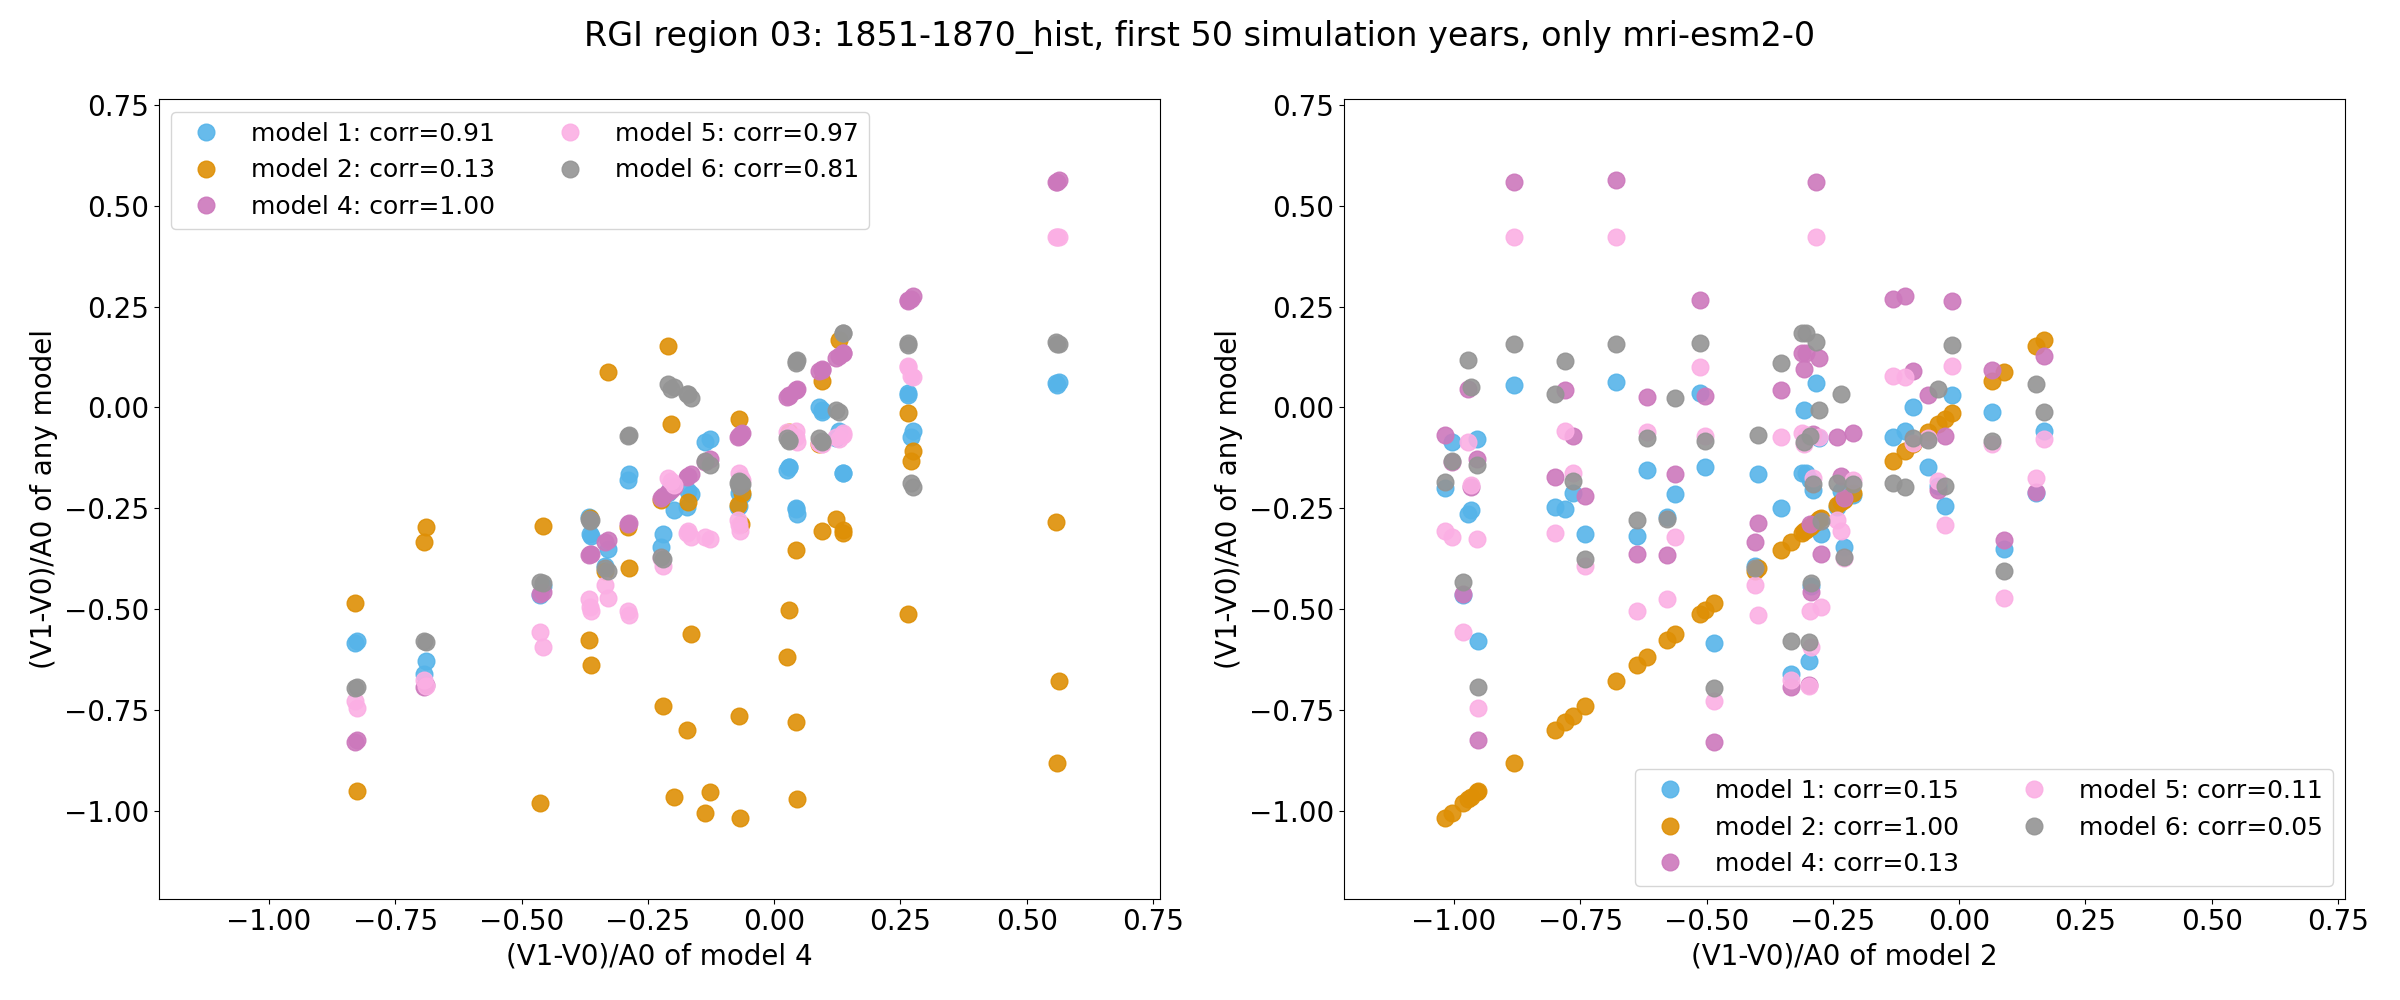 RGI region 03: 1851-1870_hist, first 50 simulation years, only mri-esm2-0
(V1-V0)/A0 of any model
0.75
0.50
0.25
0.00
−0.25
−0.50
−0.75
−1.00
model 1: corr=0.91
model 2: corr=0.13
model 4: corr=1.00
model 5: corr=0.97
model 6: corr=0.81
−1.00 −0.75 −0.50 −0.25 0.00 0.25 0.50 0.75
(V1-V0)/A0 of model 4
(V1-V0)/A0 of any model
0.75
0.50
0.25
0.00
−0.25
−0.50
−0.75
−1.00
model 1: corr=0.15
model 2: corr=1.00
model 4: corr=0.13
model 5: corr=0.11
model 6: corr=0.05
−1.00 −0.75 −0.50 −0.25 0.00 0.25 0.50 0.75
(V1-V0)/A0 of model 2